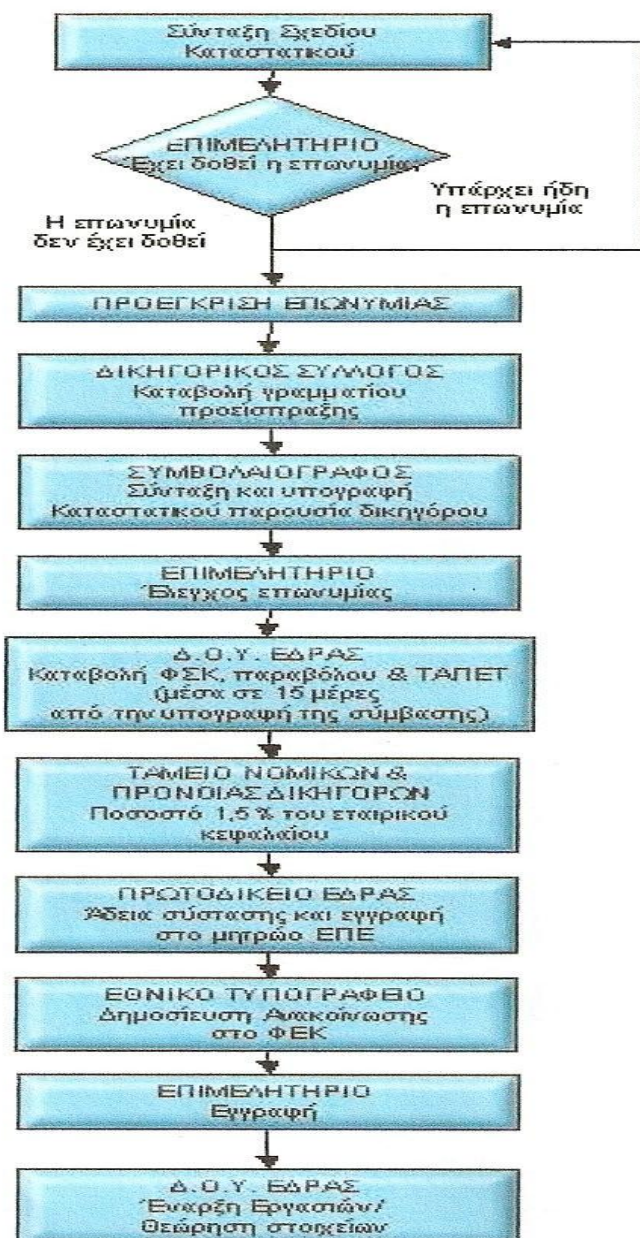 Σύνταξη Σχεδίου
Καταστατικού
ΕΠΙΜΕΛΗΤΗΡΙΟ
Έχει δοθεί η επωνυμία;
Υπάρχει ήδη
η επωνυμία
Η επωνυμία
δεν έχει δοθεί
ΠΡΟΕΓΚΡΙΣΗ ΕΠΩΝΥΜΙΑΣ
ΔΙΚΗΓΟΡΙΚΟΣ ΣΥΛΛΟΓΟΣ
Καταβολή γραμματίου
προείσπραξης
ΣΥΜΒΟΛΑΙΟΓΡΑΦΟΣ
Σύνταξη και υπογραφή
Καταστατικού παρουσία δικηγόρου
ΕΠΙΜΕΛΗΤΗΡΙΟ
Έλεγχος επωνυμίας
Δ.Ο.Υ. ΕΔΡΑΣ
Καταβολή ΦΣΚ, παραβόλου & ΤΑΠΕΤ
(μέσα σε 15 μέρες
από την υπογραφή της σύμβασης)
ΤΑΜΕΙΟ ΝΟΜΙΚΩΝ &
ΠΡΟΝΟΙΑΣ ΔΙΚΗΓΟΡΩΝ
Ποσοστό 1,5 % του εταιρικού
κεφαλαίου
ΠΡΩΤΟΔΙΚΕΙΟ ΕΔΡΑΣ
Άδεια σύστασης και εγγραφή
στο μητρώο ΕΠΕ
ΕΘΝΙΚΟ ΤΥΠΟΓΡΑΦΕΙΟ
Δημοσίευση Ανακοίνωσης
στο ΦΕΚ
ΕΠΙΜΕΛΗΤΗΡΙΟ
Εγγραφή
Δ.Ο.Υ. ΕΔΡΑΣ
Έναρξη Εργασιών/
Θεώρηση στοιχείων